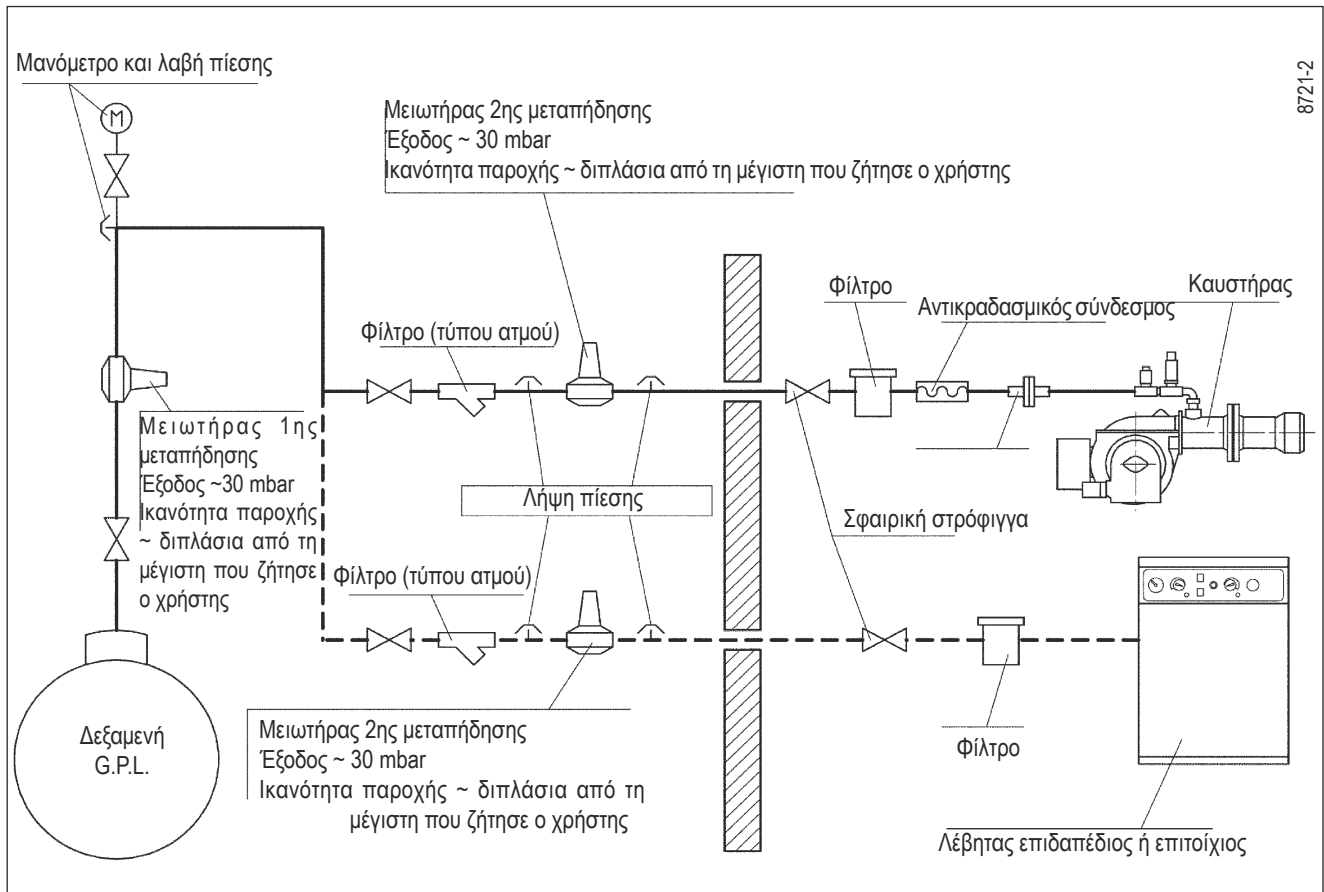 Μανόμετρο και λαβή πίεσης
8721-2
M
Μειωτήρας 2ης μεταπήδησης
Έξοδος ~ 30 mbar
Ικανότητα παροχής ~ διπλάσια από τη μέγιστη που ζήτησε ο χρήστης
Φίλτρο
Καυστήρας
Αντικραδασμικός σύνδεσμος
Φίλτρο (τύπου ατμού)
Μειωτήρας 1ης
μεταπήδησης
Έξοδος ~30 mbar
Ικανότητα παροχής
~ διπλάσια από τη
μέγιστη που ζήτησε
ο χρήστης
Λήψη πίεσης
Σφαιρική στρόφιγγα
Φίλτρο (τύπου ατμού)
Δεξαμενή
G.P.L.
Μειωτήρας 2ης μεταπήδησης
Έξοδος ~ 30 mbar
Ικανότητα παροχής ~ διπλάσια από τη
μέγιστη που ζήτησε ο χρήστης
Φίλτρο
Λέβητας επιδαπέδιος ή επιτοίχιος